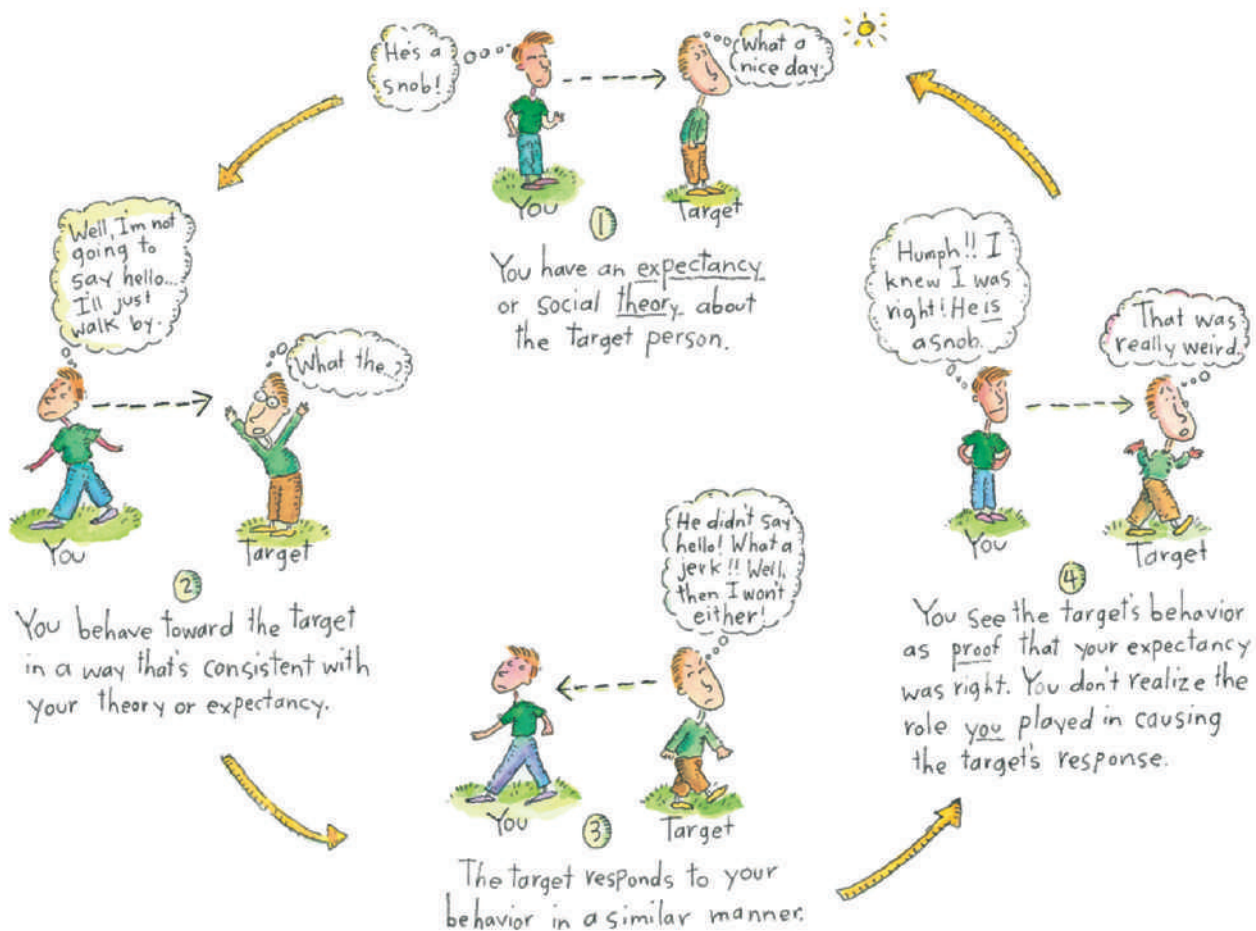 He's a
snob!
What a
nice day.
You
Target
1
You have an expectancy
or social theory about
the Target person.
Well, I'm not
going to
say hello...
I'll just
walk by.
What the...?
You
Target
2
You behave toward the Target
in a way that's consistent with
your theory or expectancy.
He didn't say
hello! What a
jerk!! Well,
then I won't
either!
You
Target
3
The target responds to your
behavior in a similar manner.
Humph!! I
knew I was
right! He is
a snob.
That was
really weird.
You
Target
4
You see the target's behavior
as proof that your expectancy
was right. You don't realize the
role you played in causing
the target's response.